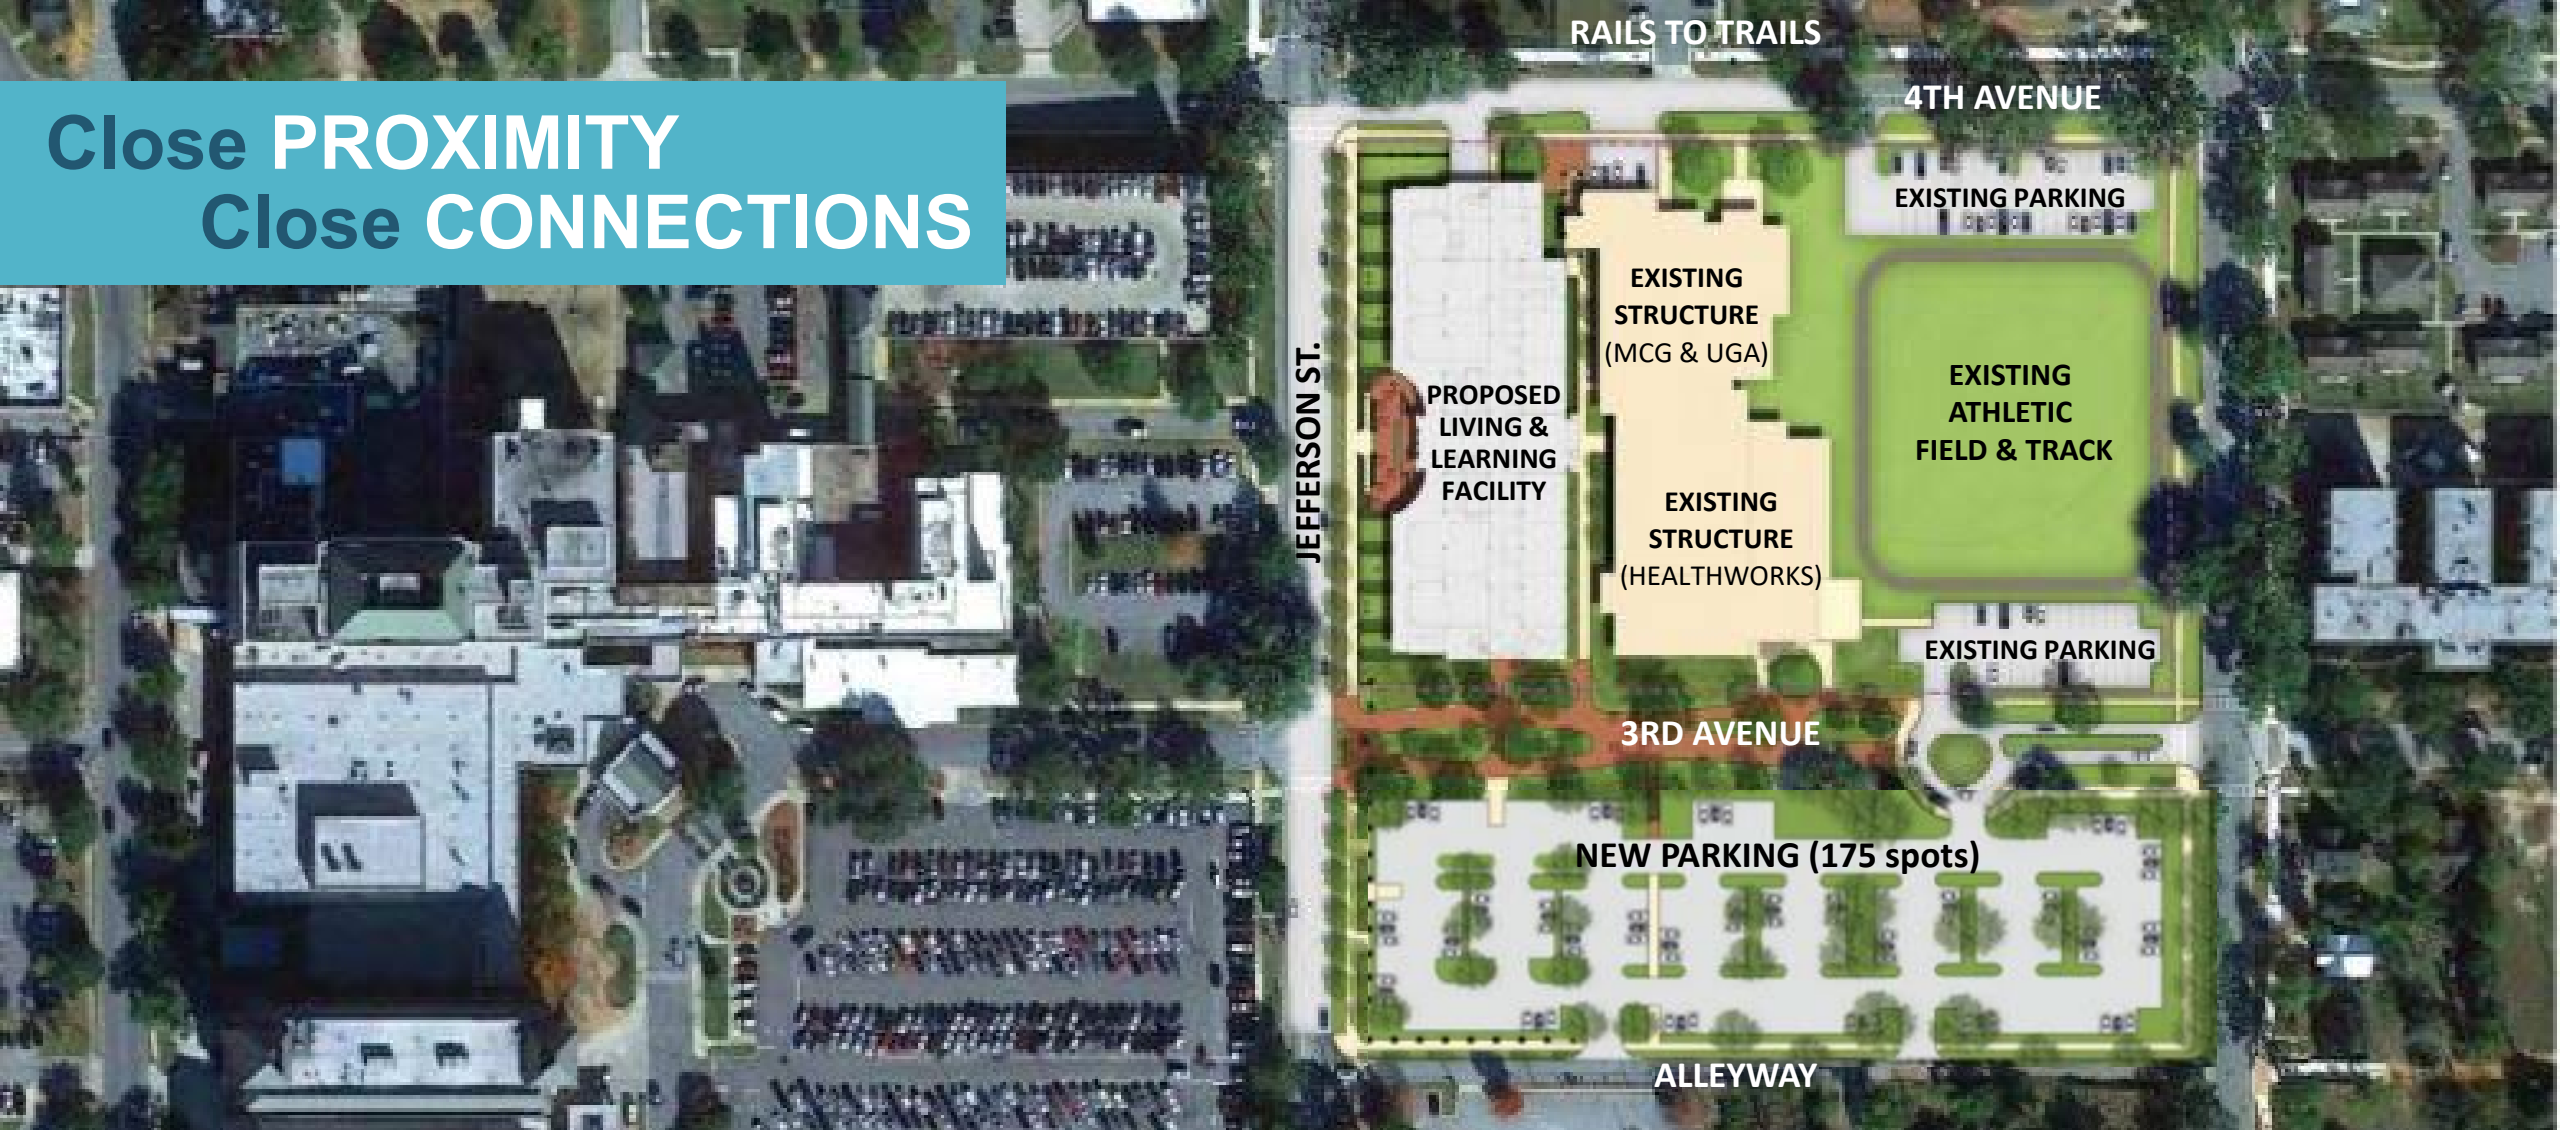 Close PROXIMITY
Close CONNECTIONS
RAILS TO TRAILS
4TH AVENUE
EXISTING PARKING
EXISTING
STRUCTURE
(MCG & UGA)
JEFFERSON ST.
PROPOSED
LIVING &
LEARNING
FACILITY
EXISTING
ATHLETIC
FIELD & TRACK
EXISTING
STRUCTURE
(HEALTHWORKS)
EXISTING PARKING
3RD AVENUE
NEW PARKING (175 spots)
ALLEYWAY